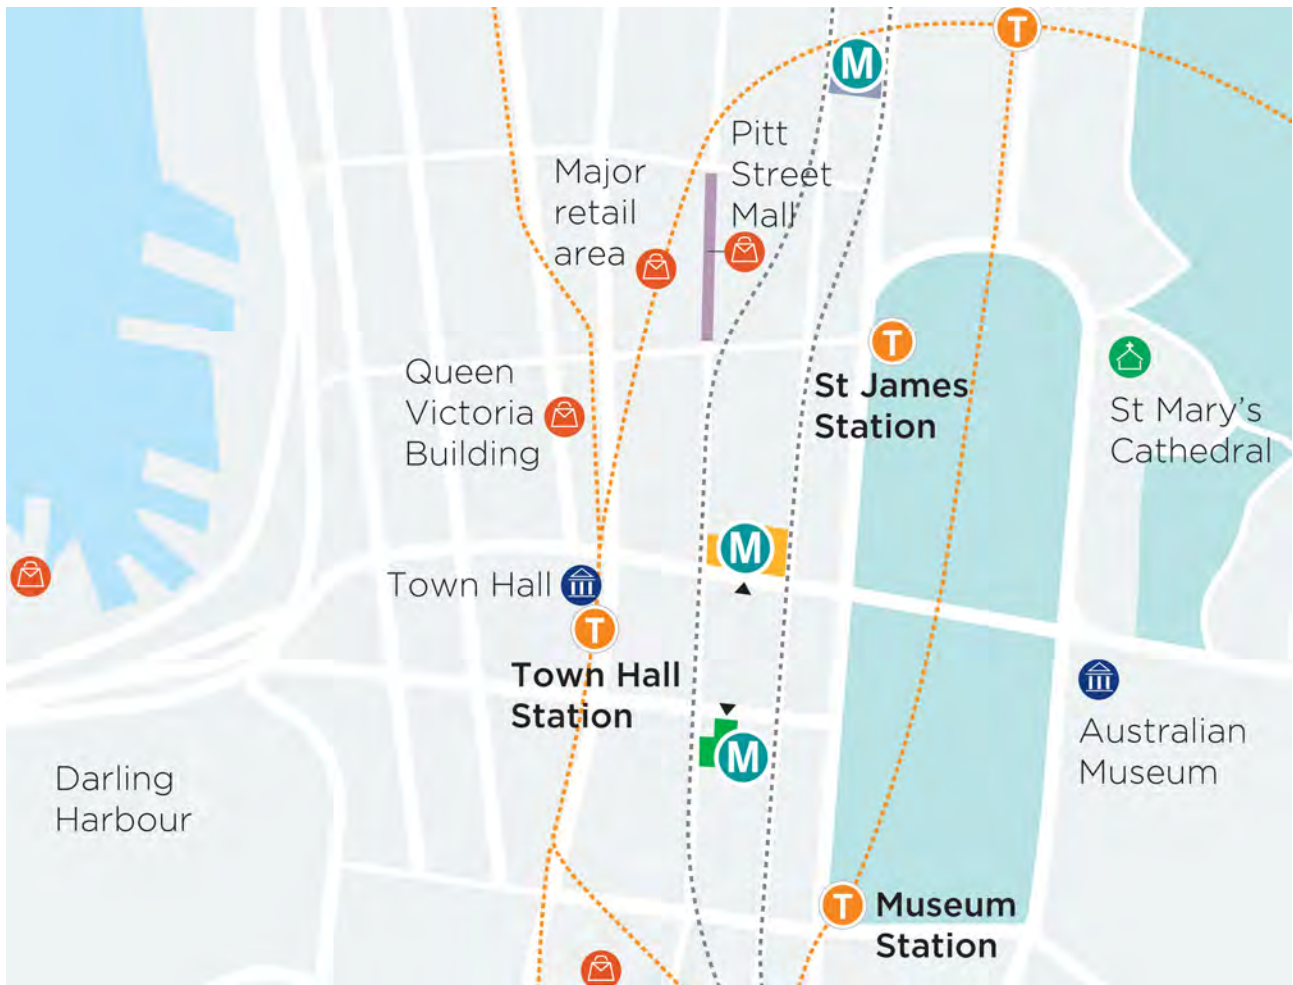 T
M
Pitt
Street
Mall
Major
retail
area
T
St James
Station
Queen
Victoria
Building
St Mary's
Cathedral
M
Town Hall
T
Town Hall
Station
M
Australian
Museum
Darling
Harbour
T
Museum
Station